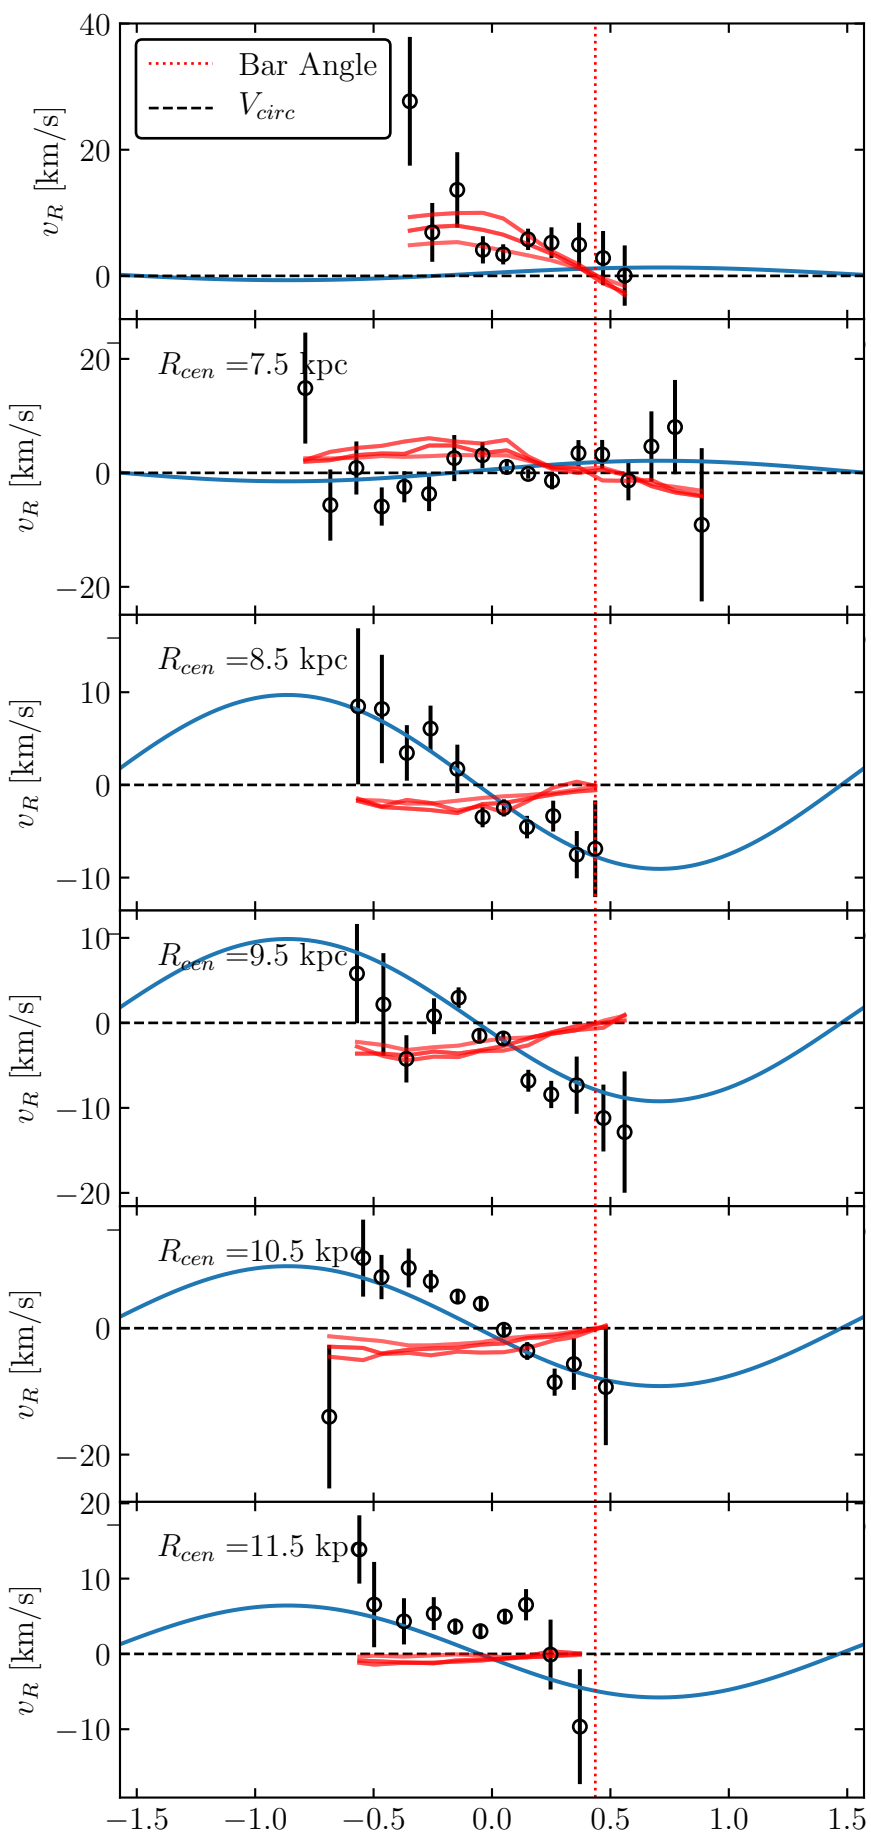 40
Bar Angle
V_circ
20
0
v_R [km/s]
R_cen =7.5 kpc
20
0
−20
v_R [km/s]
R_cen =8.5 kpc
10
0
−10
v_R [km/s]
R_cen =9.5 kpc
10
0
−10
−20
v_R [km/s]
R_cen =10.5 kpc
0
−20
v_R [km/s]
R_cen =11.5 kp
20
10
0
−10
v_R [km/s]
−1.5 −1.0 −0.5 0.0 0.5 1.0 1.5